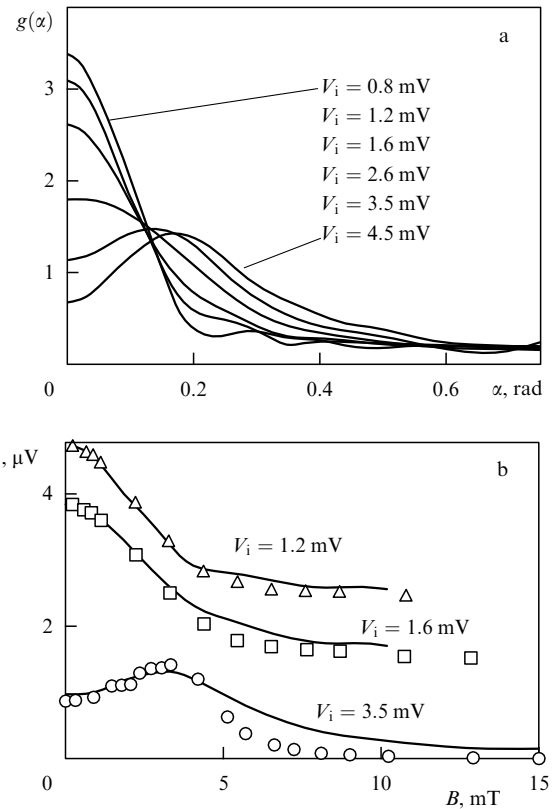 g(α)
a
3
2
1
V_i = 0.8 mV
V_i = 1.2 mV
V_i = 1.6 mV
V_i = 2.6 mV
V_i = 3.5 mV
V_i = 4.5 mV
0 0.2 0.4 0.6 α, rad
, μV
b
4
2
V_i = 1.2 mV
V_i = 1.6 mV
V_i = 3.5 mV
0 5 10 15
B, mT